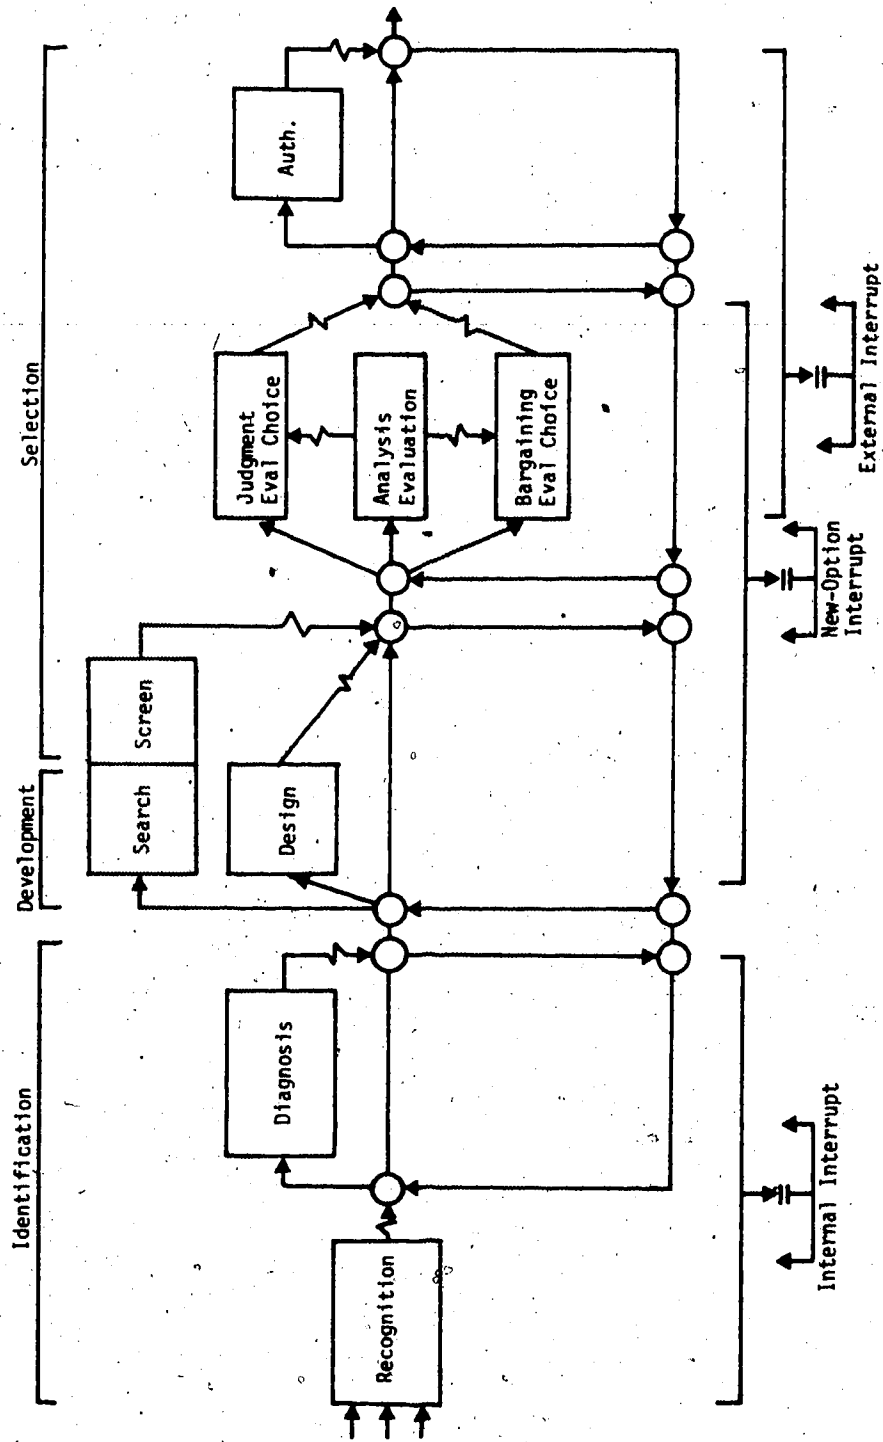 Identification
Development
Selection
Recognition
Diagnosis
Search
Screen
Design
Judgment
Eval Choice
Analysis
Evaluation
Bargaining
Eval Choice
Auth.
Internal Interrupt
New-Option
Interrupt
External Interrupt